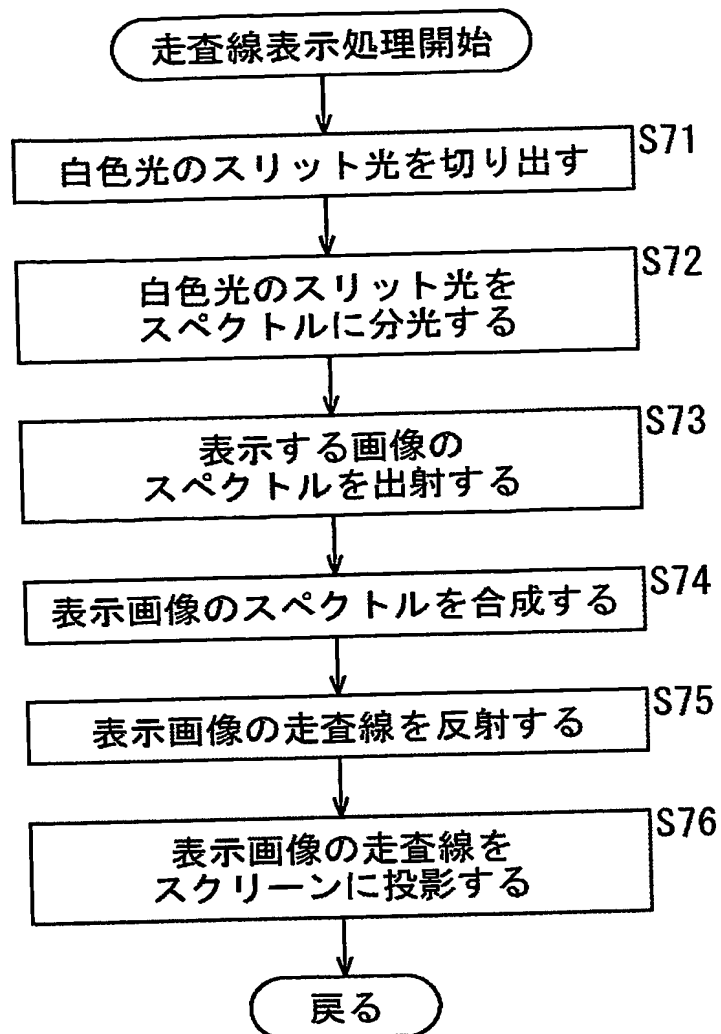 走査線表示処理開始
S71
白色光のスリット光を切り出す
S72
白色光のスリット光を
スペクトルに分光する
S73
表示する画像の
スペクトルを出射する
S74
表示画像のスペクトルを合成する
S75
表示画像の走査線を反射する
S76
表示画像の走査線を
スクリーンに投影する
戻る